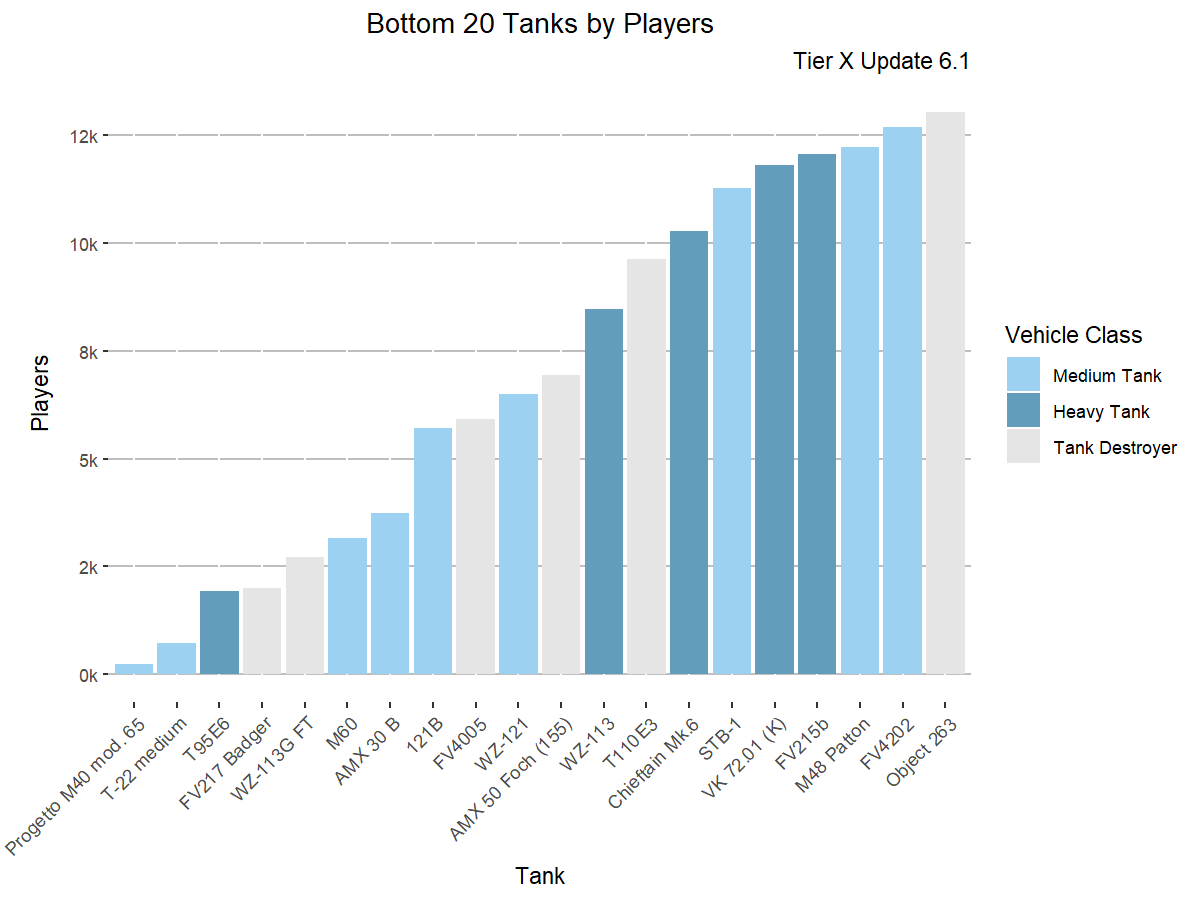 Bottom 20 Tanks by Players
Tier X Update 6.1
12k
10k
8k
5k
2k
0k
Players
Progetto M40 mod. 65
T-22 medium
T95E6
FV217 Badger
WZ-113G FT
M60
AMX 30 B
121B
FV4005
WZ-121
AMX 50 Foch (155)
WZ-113
T110E3
Chieftain Mk.6
STB-1
VK 72.01 (K)
FV215b
M48 Patton
FV4202
Object 263
Tank
Vehicle Class
Medium Tank
Heavy Tank
Tank Destroyer